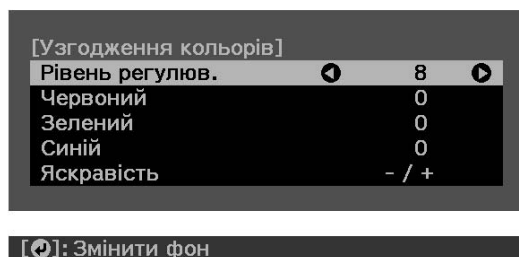 [Узгодження кольорів]
Рівень регулюв. 8
Червоний 0
Зелений 0
Синій 0
Яскравість - / +
[↵]: Змінити фон